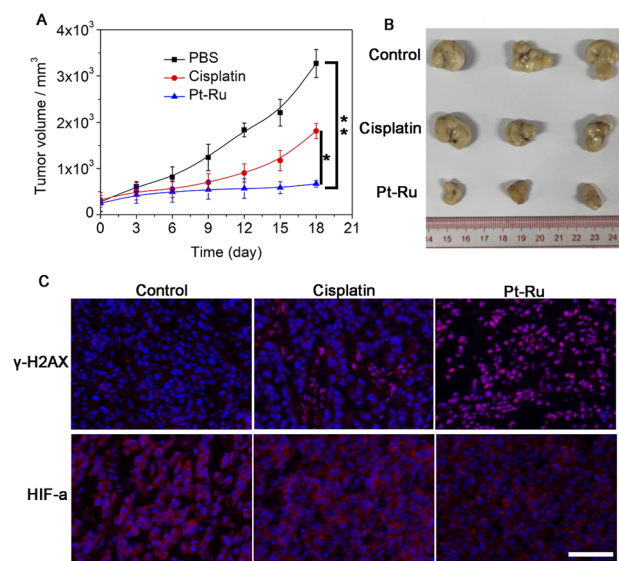 A
B
Tumor volume / mm³
4x10³
3x10³
2x10³
1x10³
0
PBS
Cisplatin
Pt-Ru
**
*
0 3 6 9 12 15 18 21
Time (day)
Control
Cisplatin
Pt-Ru
14 15 16 17 18 19 20 21 22 23 24
C
Control Cisplatin Pt-Ru
γ-H2AX
HIF-a